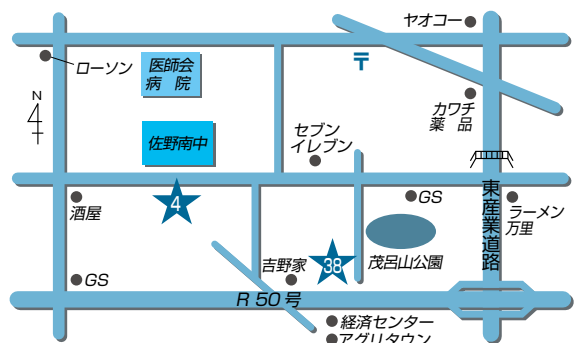 ヤオコー
ローソン
医師会
病 院
〒
N
カワチ
薬 品
佐野南中
セブン
イレブン
4
酒屋
GS
東産業道路
ラーメン
万里
茂呂山公園
吉野家
38
GS
R 50 号
経済センター
アグリタウン